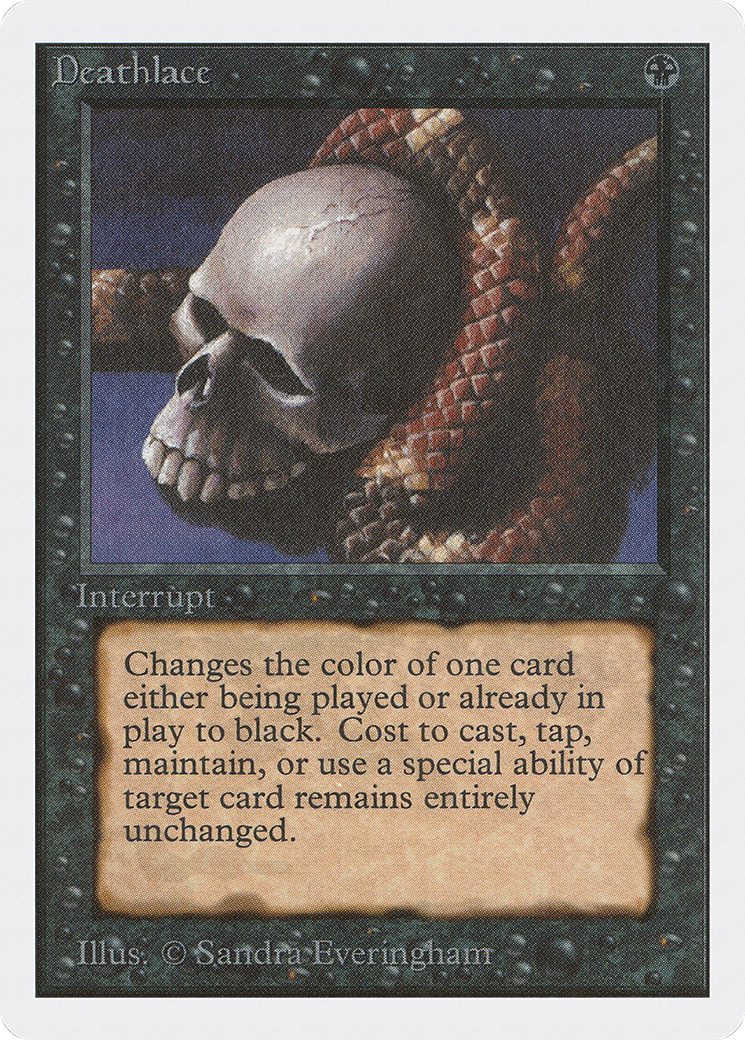 Deathlace
Interrupt
Changes the color of one card
either being played or already in
play to black. Cost to cast, tap,
maintain, or use a special ability of
target card remains entirely
unchanged.
Illus. © Sandra Everingham